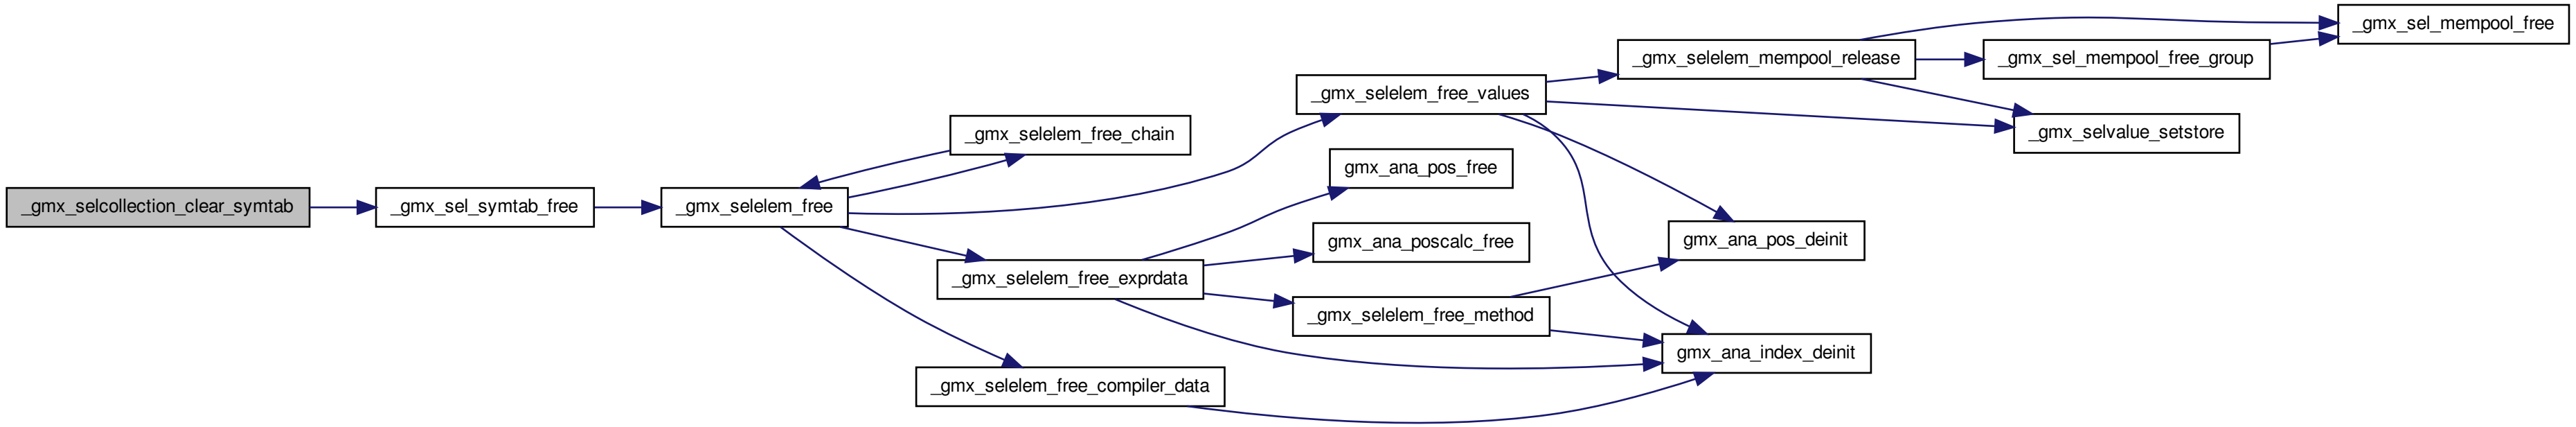 _gmx_selcollection_clear_symtab
_gmx_sel_symtab_free
_gmx_selelem_free
_gmx_selelem_free_chain
_gmx_selelem_free_values
_gmx_selelem_mempool_release
_gmx_sel_mempool_free
_gmx_sel_mempool_free_group
_gmx_selvalue_setstore
gmx_ana_pos_free
gmx_ana_poscalc_free
gmx_ana_pos_deinit
_gmx_selelem_free_exprdata
_gmx_selelem_free_method
gmx_ana_index_deinit
_gmx_selelem_free_compiler_data